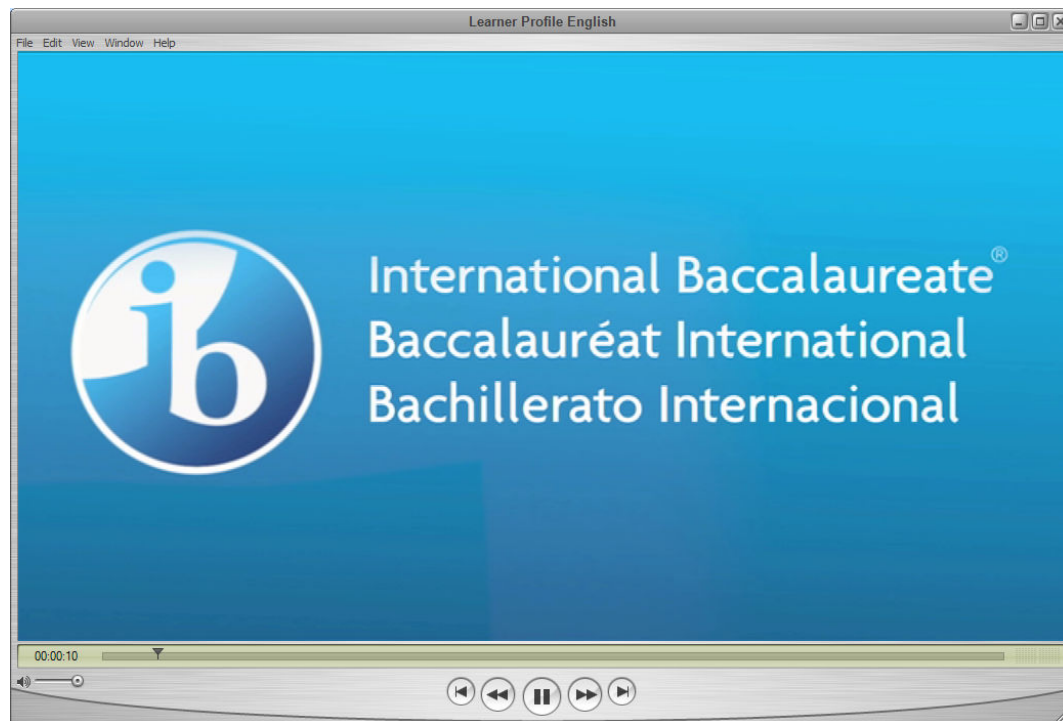 Learner Profile English
File Edit View Window Help
ib
International Baccalaureate®
Baccalauréat International
Bachillerato Internacional
00:00:10